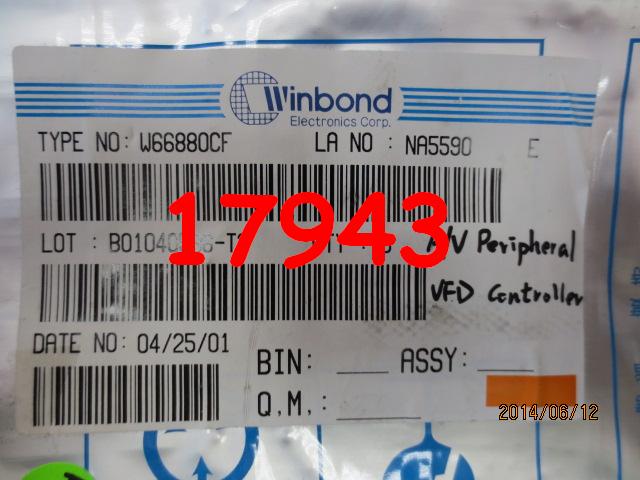 Winbond
Electronics Corp.
TYPE NO: W66880CF LA NO : NA5590 E
17943
LOT :
A/V Peripheral
VFD Controller
DATE NO: 04/25/01
BIN: ASSY:
Q,M,:
2014/06/12